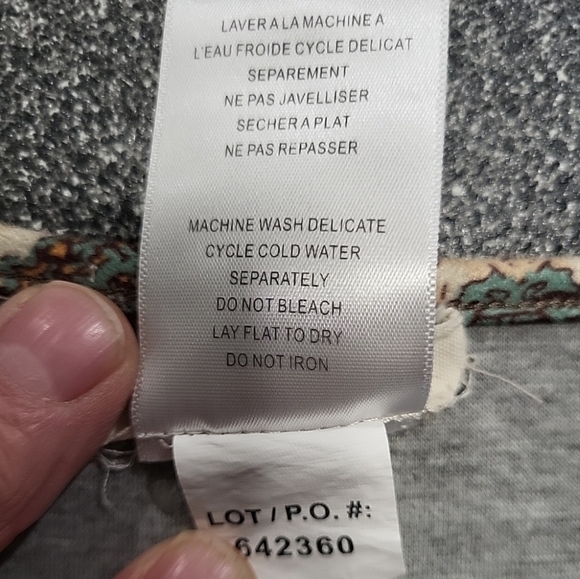 LAVER A LA MACHINE A
L'EAU FROIDE CYCLE DELICAT
SEPAREMENT
NE PAS JAVELLISER
SECHER A PLAT
NE PAS REPASSER
MACHINE WASH DELICATE
CYCLE COLD WATER
SEPARATELY
DO NOT BLEACH
LAY FLAT TO DRY
DO NOT IRON
LOT / P.O. #:
642360